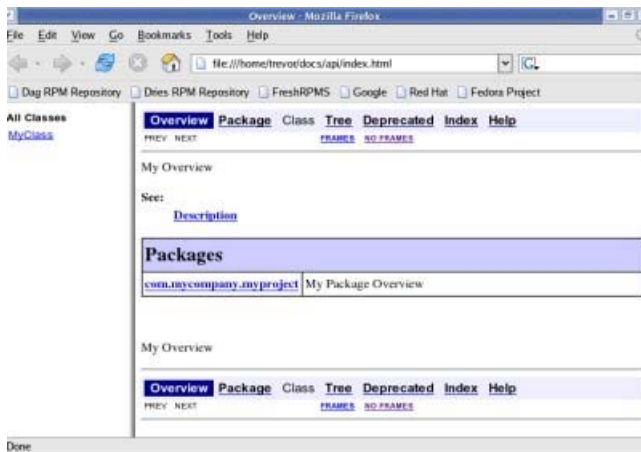 Overview - Mozilla Firefox
File Edit View Go Bookmarks Tools Help
file:///home/trevor/docs/api/index.html
Dag RPM Repository Dries RPM Repository FreshRPMS Google Red Hat Fedora Project
All Classes
MyClass
Overview Package Class Tree Deprecated Index Help
PREV NEXT FRAMES NO FRAMES
My Overview
See:
Description
Packages
com.mycompany.myproject My Package Overview
My Overview
Overview Package Class Tree Deprecated Index Help
PREV NEXT FRAMES NO FRAMES
Done